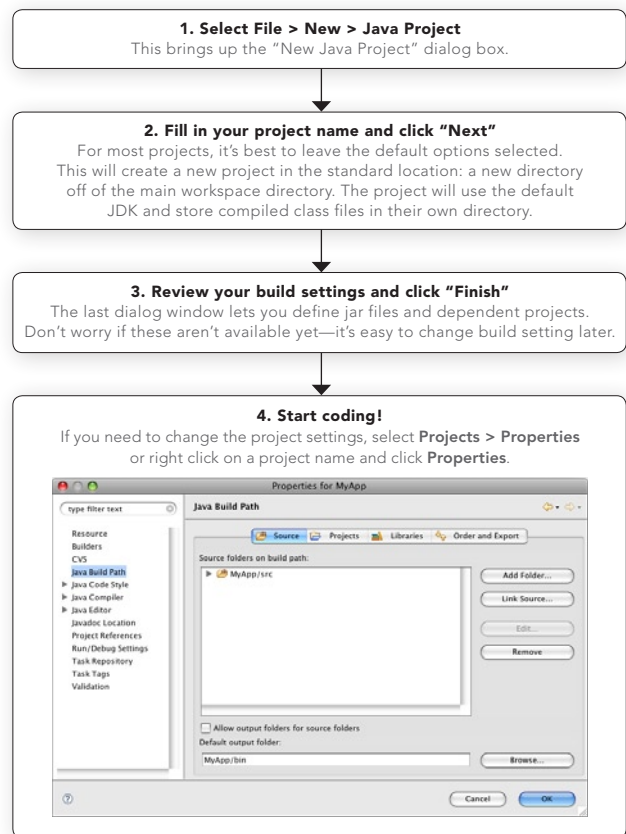 1. Select File > New > Java Project
This brings up the “New Java Project” dialog box.
2. Fill in your project name and click “Next”
For most projects, it’s best to leave the default options selected.
This will create a new project in the standard location: a new directory
off of the main workspace directory. The project will use the default
JDK and store compiled class files in their own directory.
3. Review your build settings and click “Finish”
The last dialog window lets you define jar files and dependent projects.
Don’t worry if these aren’t available yet—it’s easy to change build setting later.
4. Start coding!
If you need to change the project settings, select Projects > Properties
or right click on a project name and click Properties.
Properties for MyApp
type filter text
Resource
Builders
CVS
Java Build Path
Java Code Style
Java Compiler
Java Editor
Javadoc Location
Project References
Run/Debug Settings
Task Repository
Task Tags
Validation
Java Build Path
Source Projects Libraries Order and Export
Source folders on build path:
MyApp/src
Add Folder...
Link Source...
Edit...
Remove
Allow output folders for source folders
Default output folder:
MyApp/bin
Browse...
Cancel OK